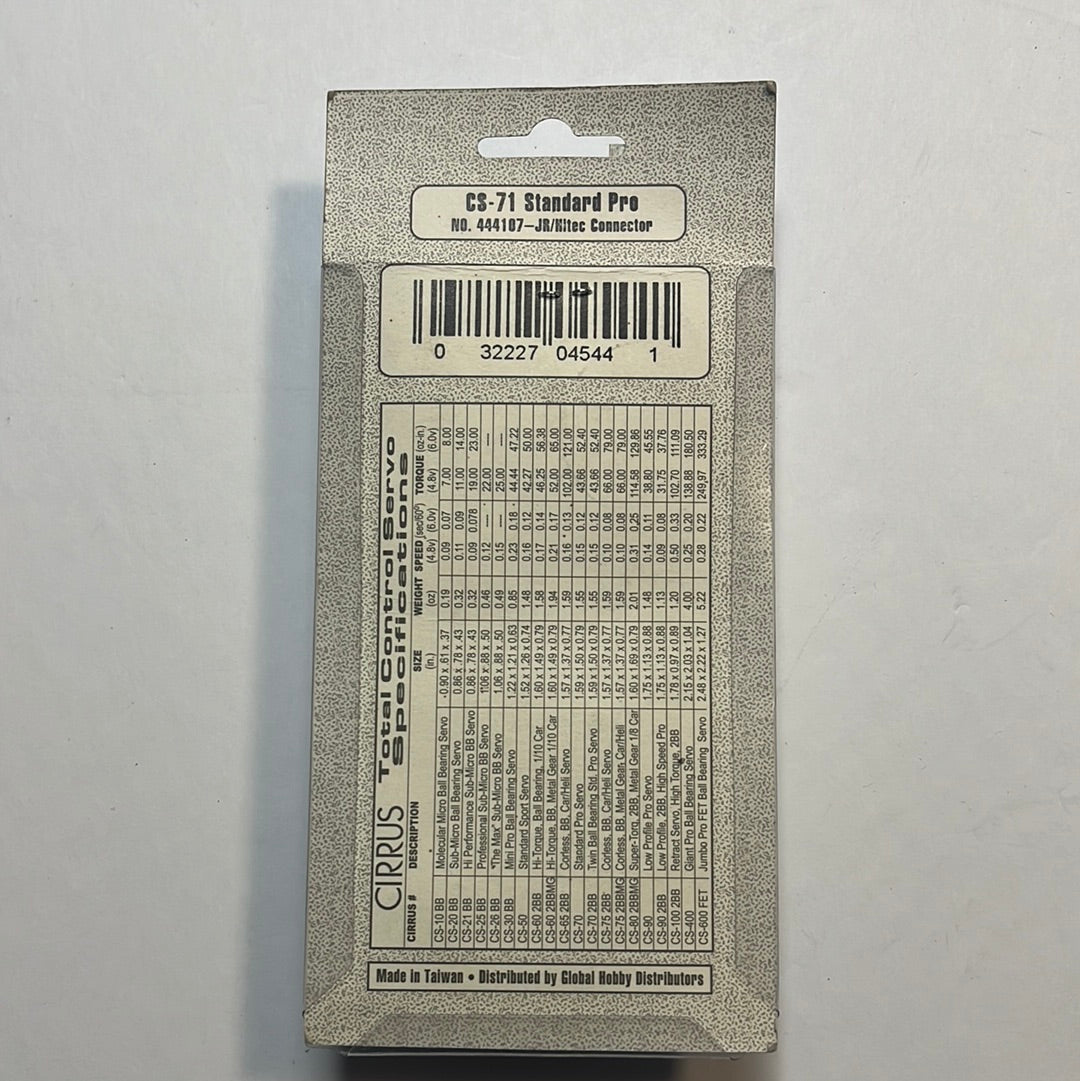 CS-71 Standard Pro
NO. 444107–JR/Hitec Connector
0 32227 04544 1
CIRRUS Total Control Servo
Specifications
CIRRUS # DESCRIPTION SIZE WEIGHT SPEED (sec/60º) TORQUE (oz-in.)
(in.) (oz) (4.8v) (6.0v) (4.8v) (6.0v)
CS-10 BB Molecular Micro Ball Bearing Servo -0.90 x .61 x .37 0.19 0.09 0.07 7.00 8.00
CS-20 BB Sub-Micro Ball Bearing Servo 0.86 x .78 x .43 0.32 0.11 0.09 11.00 14.00
CS-21 BB Hi Performance Sub-Micro BB Servo 0.86 x .78 x .43 0.32 0.09 0.078 19.00 23.00
CS-25 BB Professional Sub-Micro BB Servo 1106 x .88 x .50 0.46 0.12 — 22.00 —
CS-26 BB "The Max" Sub-Micro BB Servo 1.06 x .88 x .50 0.49 0.15 — 25.00 —
CS-30 BB Mini Pro Ball Bearing Servo 1.22 x 1.21 x 0.63 0.85 0.23 0.18 44.44 47.22
CS-50 Standard Sport Servo 1.52 x 1.26 x 0.74 1.48 0.16 0.12 42.27 50.00
CS-60 2BB Hi-Torque, Ball Bearing, 1/10 Car 1.60 x 1.49 x 0.79 1.58 0.17 0.14 46.25 56.38
CS-60 2BBMG Hi-Torque, BB, Metal Gear 1/10 Car 1.60 x 1.49 x 0.79 1.94 0.21 0.17 52.00 65.00
CS-65 2BB Corless, BB, Car/Heli Servo 1.57 x 1.37 x 0.77 1.59 0.16 0.13 102.00 121.00
CS-70 Standard Pro Servo 1.59 x 1.50 x 0.79 1.55 0.15 0.12 43.66 52.40
CS-70 2BB Twin Ball Bearing Std. Pro Servo 1.59 x 1.50 x 0.79 1.55 0.15 0.12 43.66 52.40
CS-75 2BB Corless, BB, Car/Heli Servo 1.57 x 1.37 x 0.77 1.59 0.10 0.08 66.00 79.00
CS-75 2BBMG Corless, BB, Metal Gear, Car/Heli 1.57 x 1.37 x 0.77 1.59 0.10 0.08 66.00 79.00
CS-80 2BBMG Super-Torq, 2BB, Metal Gear 1/8 Car 1.60 x 1.69 x 0.79 2.01 0.31 0.25 114.58 129.86
CS-90 Low Profile Pro Servo 1.75 x 1.13 x 0.88 1.48 0.14 0.11 38.80 45.55
CS-90 2BB Low Profile, 2BB, High Speed Pro 1.75 x 1.13 x 0.88 1.13 0.09 0.08 31.75 37.76
CS-100 2BB Retract Servo, High Torque, 2BB 1.78 x 0.97 x 0.89 1.20 0.50 0.33 102.70 111.09
CS-400 Giant Pro Ball Bearing Servo 2.15 x 2.03 x 1.04 4.00 0.25 0.20 138.88 180.50
CS-600 FET Jumbo Pro FET Ball Bearing Servo 2.48 x 2.22 x 1.27 5.22 0.28 0.22 249.97 333.29
Made in Taiwan • Distributed by Global Hobby Distributors